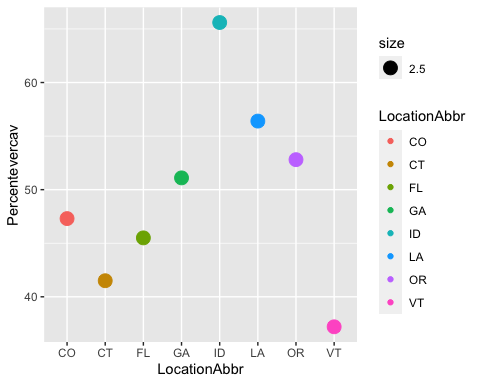 Percentevercav
60
50
40
CO CT FL GA ID LA OR VT
LocationAbbr
size
2.5
LocationAbbr
CO
CT
FL
GA
ID
LA
OR
VT